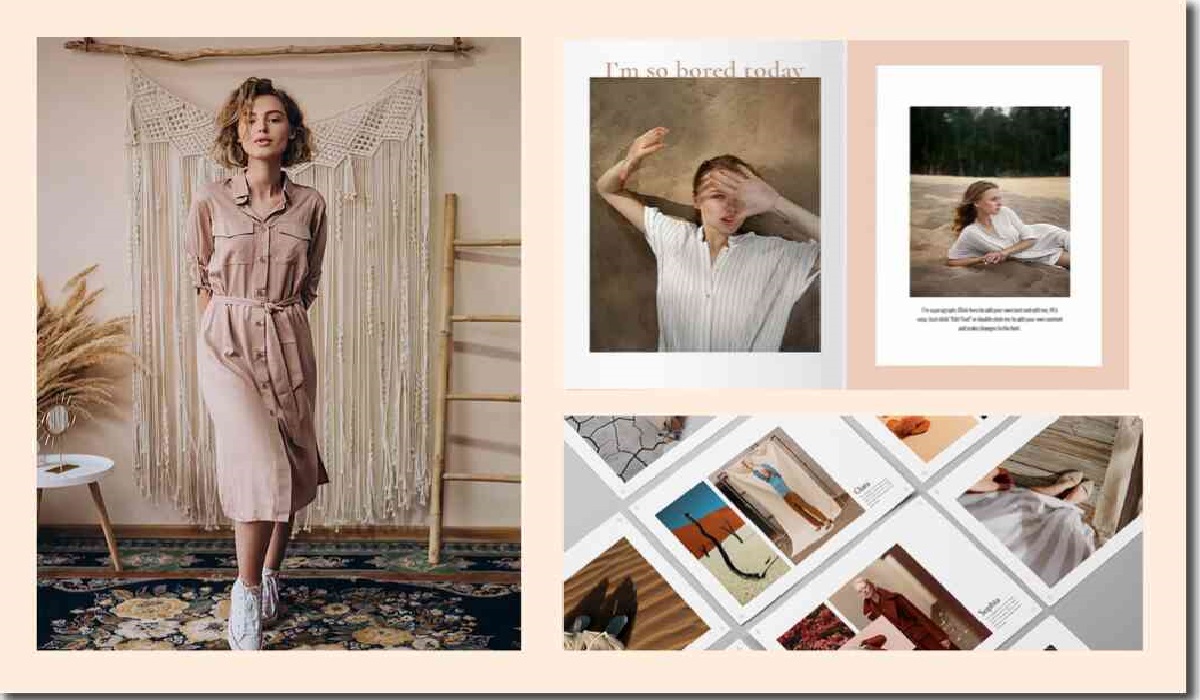 I'm so bored today
I'm a paragraph. Click here to add your own text and edit me. It's
easy. Just click "Edit Text" or double click me to add your own content
and make changes to the font.
Clara
Sophia